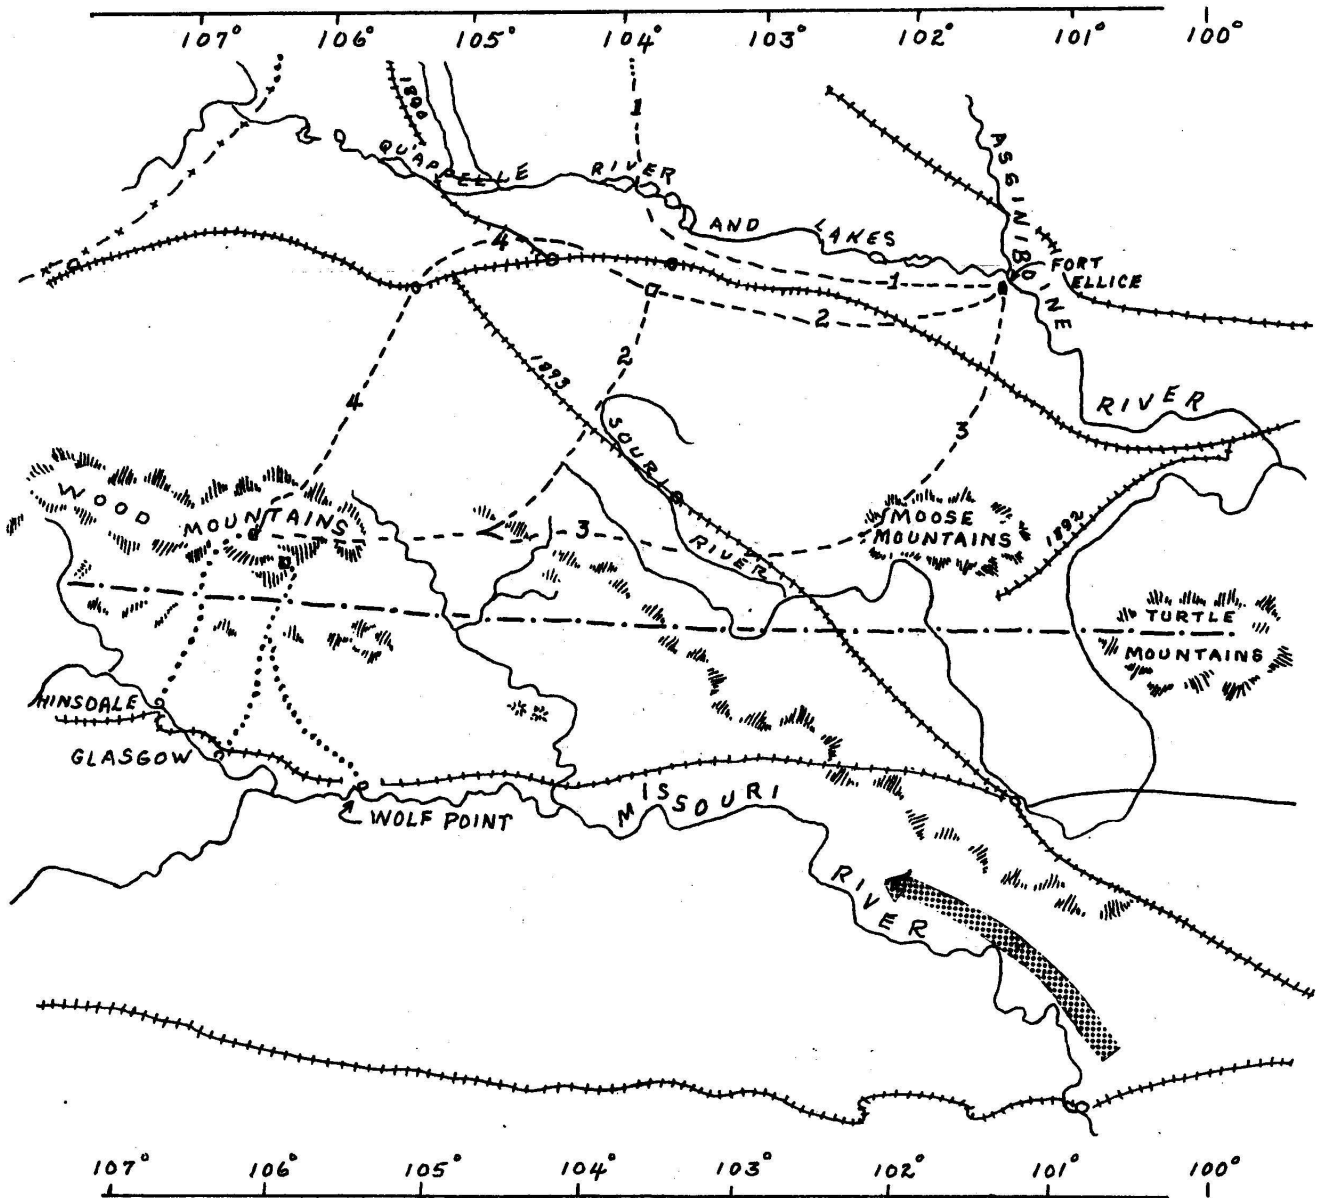 107° 106° 105° 104° 103° 102° 101° 100°
1
QU'APPELLE RIVER AND LAKES
ASSINIBOINE RIVER
FORT
ELLICE
4
1
2
2
1893
4
3
SOURIS RIVER
WOOD MOUNTAINS
MOOSE
MOUNTAINS
1892
3
TURTLE
MOUNTAINS
HINSDALE
GLASGOW
WOLF POINT
MISSOURI RIVER
107° 106° 105° 104° 103° 102° 101° 100°